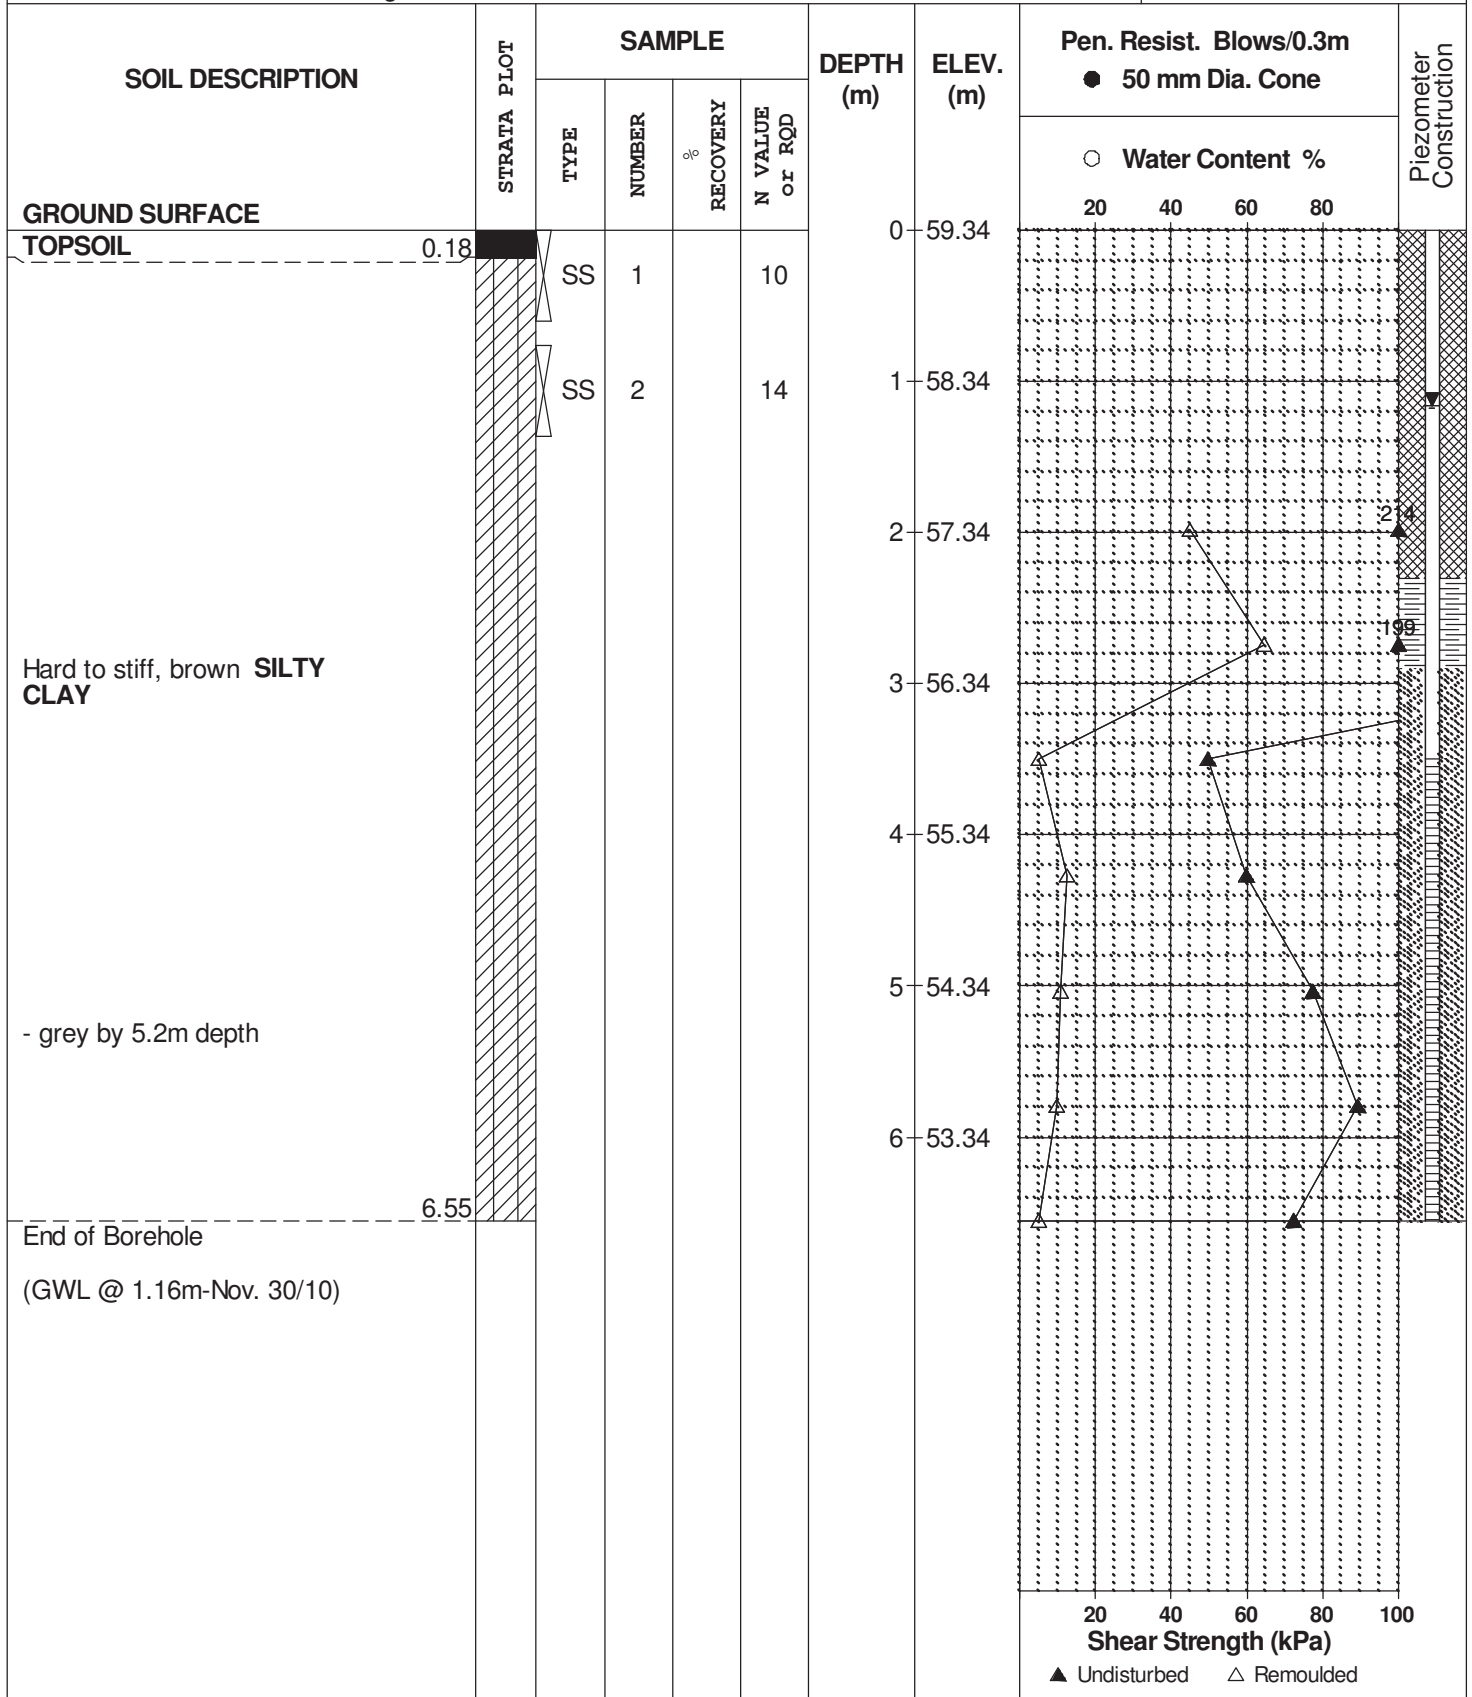 SOIL DESCRIPTION
STRATA PLOT
SAMPLE
TYPE
NUMBER
%
RECOVERY
N VALUE
or RQD
DEPTH
(m)
ELEV.
(m)
Pen. Resist. Blows/0.3m
● 50 mm Dia. Cone
○ Water Content %
Piezometer
Construction
20 40 60 80
GROUND SURFACE
TOPSOIL 0.18
0 59.34
SS 1 10
SS 2 14
1 58.34
214
2 57.34
199
Hard to stiff, brown SILTY
CLAY
3 56.34
4 55.34
5 54.34
- grey by 5.2m depth
6 53.34
6.55
End of Borehole
(GWL @ 1.16m-Nov. 30/10)
20 40 60 80 100
Shear Strength (kPa)
▲ Undisturbed △ Remoulded